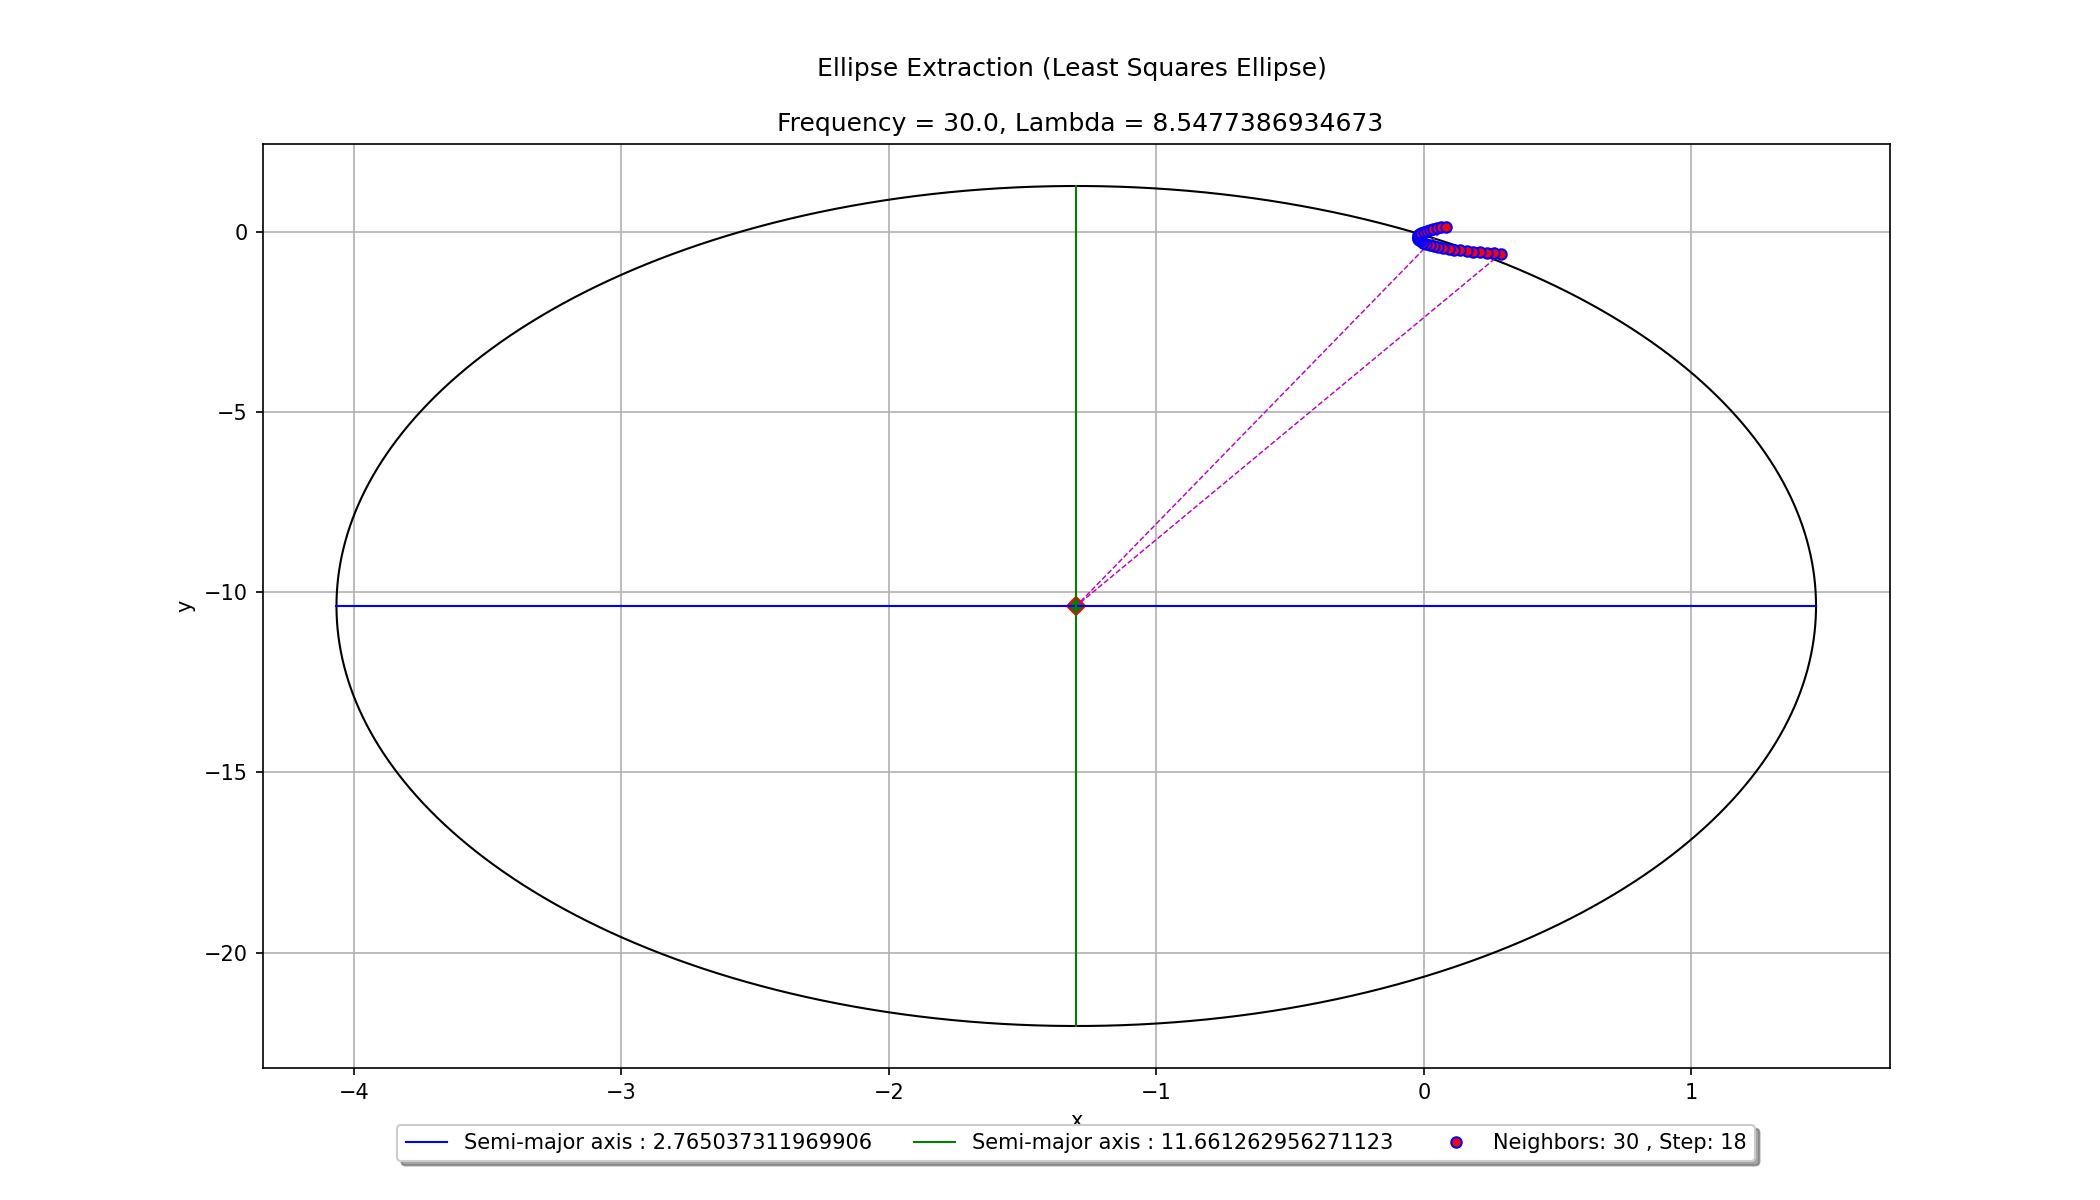 Ellipse Extraction (Least Squares Ellipse)
Frequency = 30.0, Lambda = 8.5477386934673
0
−5
−10
−15
−20
y
−4
−3
−2
−1
0
1
x
Semi-major axis : 2.765037311969906
Semi-major axis : 11.661262956271123
Neighbors: 30 , Step: 18